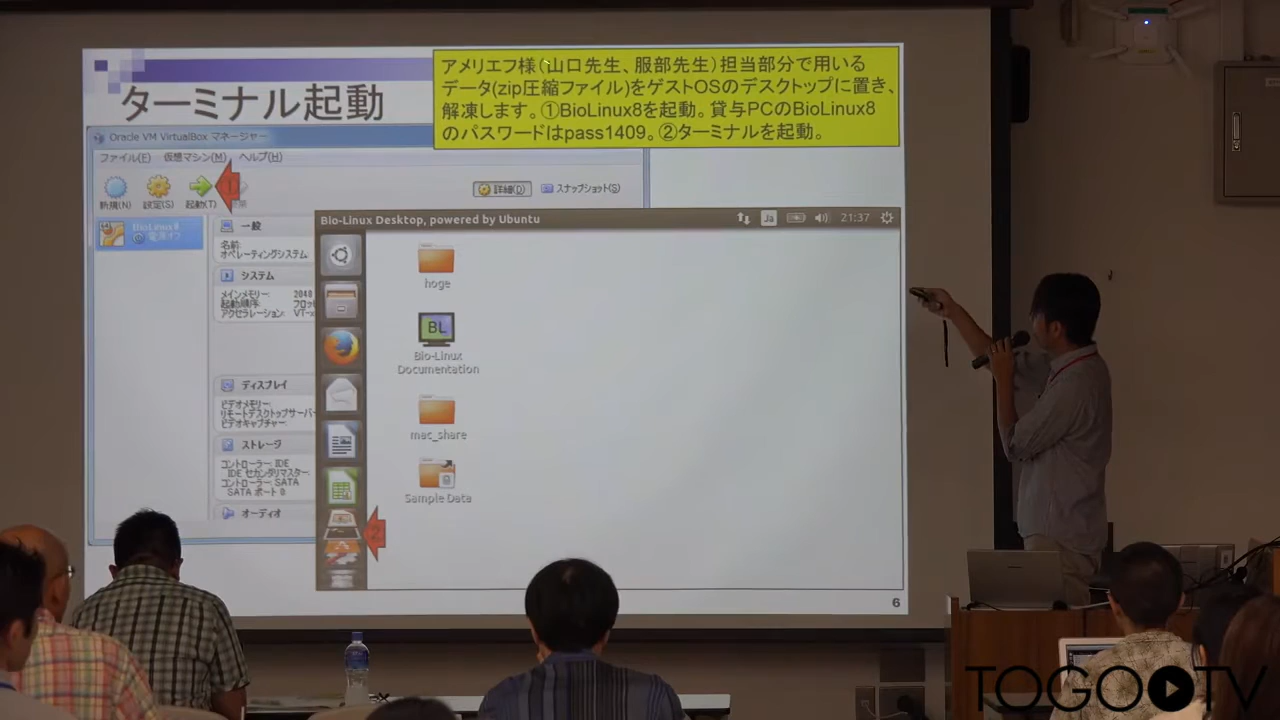 ターミナル起動
アメリエフ様(山口先生、服部先生)担当部分で用いる
データ(zip圧縮ファイル)をゲストOSのデスクトップに置き、
解凍します。①BioLinux8を起動。貸与PCのBioLinux8
のパスワードはpass1409。②ターミナルを起動。
Oracle VM VirtualBox マネージャー
ファイル(F) 仮想マシン(M) ヘルプ(H)
1
新規(N) 設定(S) 起動(T)
詳細(D) スナップショット(S)
BioLinux8
電源オフ
一般
名前:
オペレーティングシステム
システム
メインメモリー: 2048
起動順序: フロッ
アクセラレーション: VT-x
ディスプレイ
ビデオメモリー:
リモートデスクトップサーバー
ビデオキャプチャー:
ストレージ
コントローラー: IDE
IDE セカンダリマスター:
コントローラー: SATA
SATA ポート 0:
オーディオ
Bio-Linux Desktop, powered by Ubuntu
Ja
21:37
hoge
BL
Bio-Linux
Documentation
mac_share
Sample Data
2
6
TOGO TV